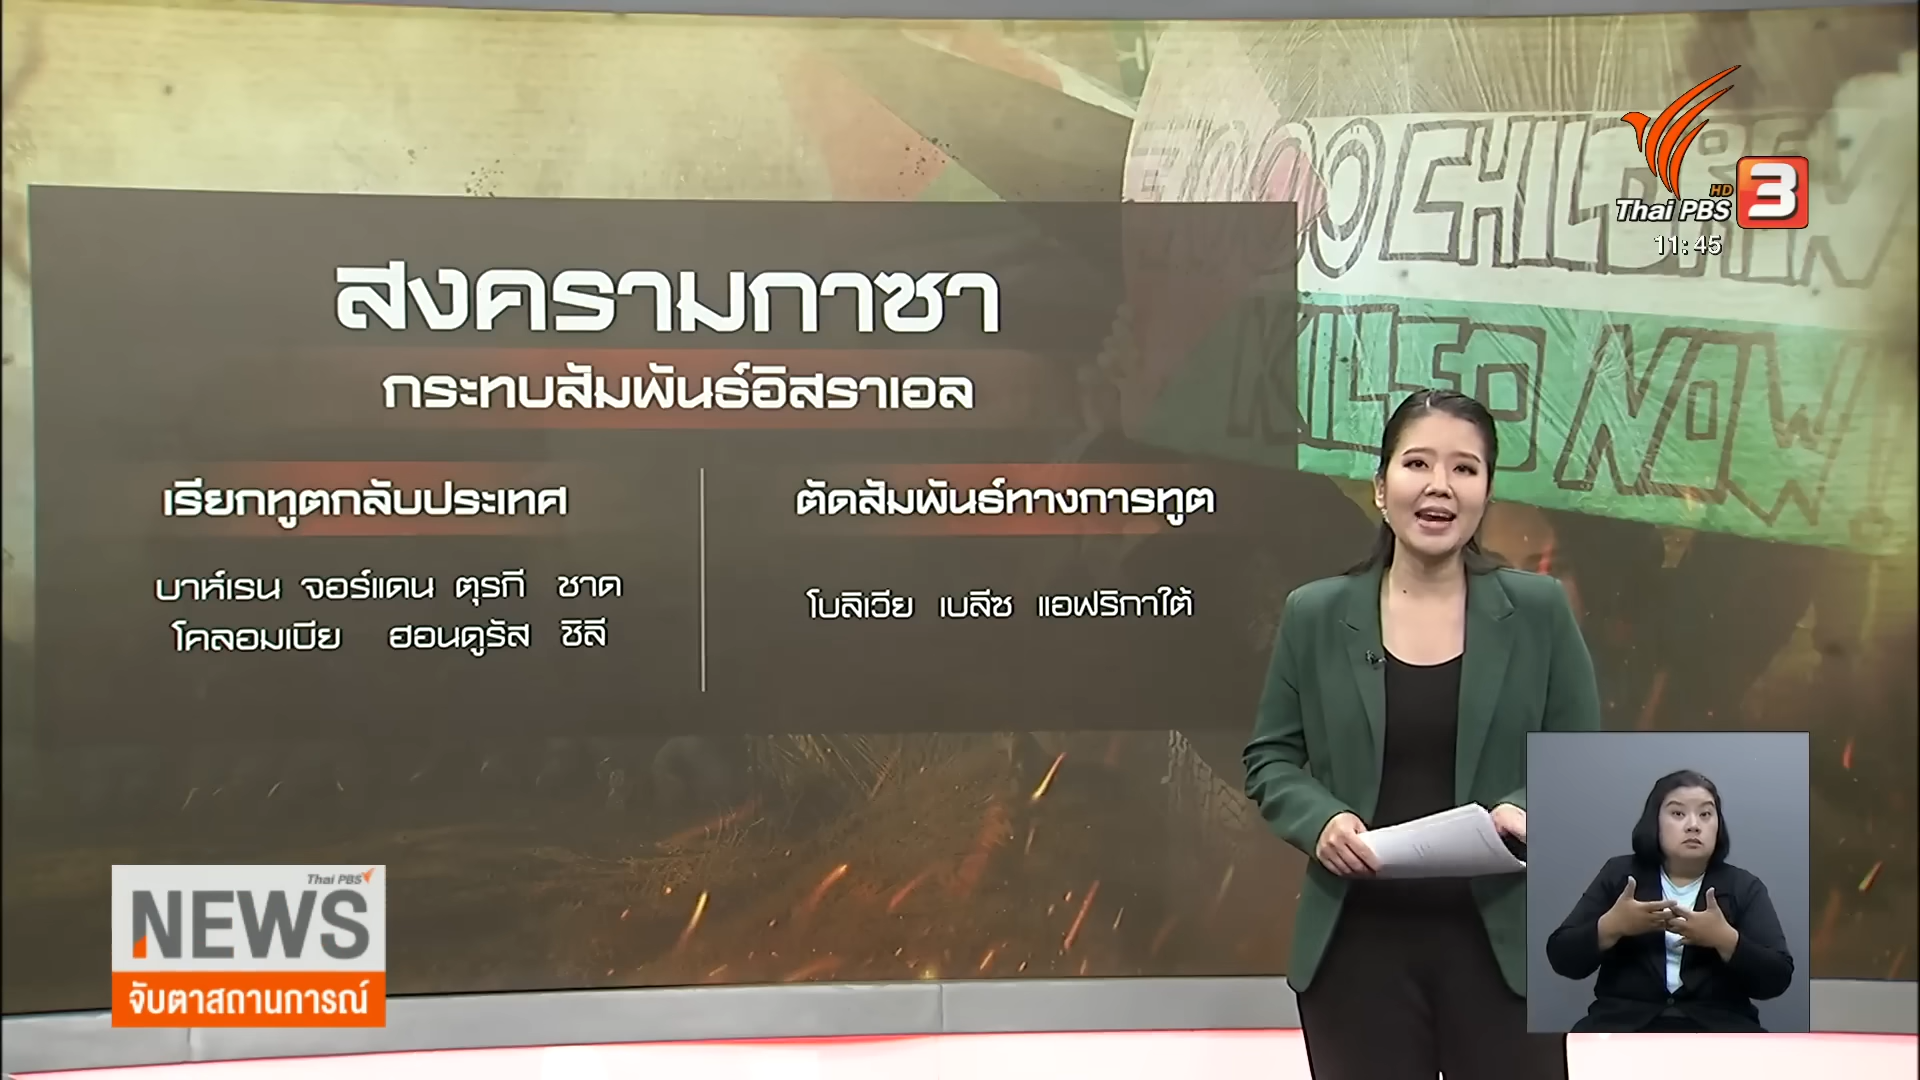 สงครามกาซา
กระทบสัมพันธ์อิสราเอล
เรียกทูตกลับประเทศ
บาห์เรน จอร์แดน ตุรกี ชาด
โคลอมเบีย ฮอนดูรัส ชิลี
ตัดสัมพันธ์ทางการทูต
โบลิเวีย เบลีซ แอฟริกาใต้
CHILDREN
KILLED NOW
HD
Thai PBS 3
11:45
Thai PBS
NEWS
จับตาสถานการณ์